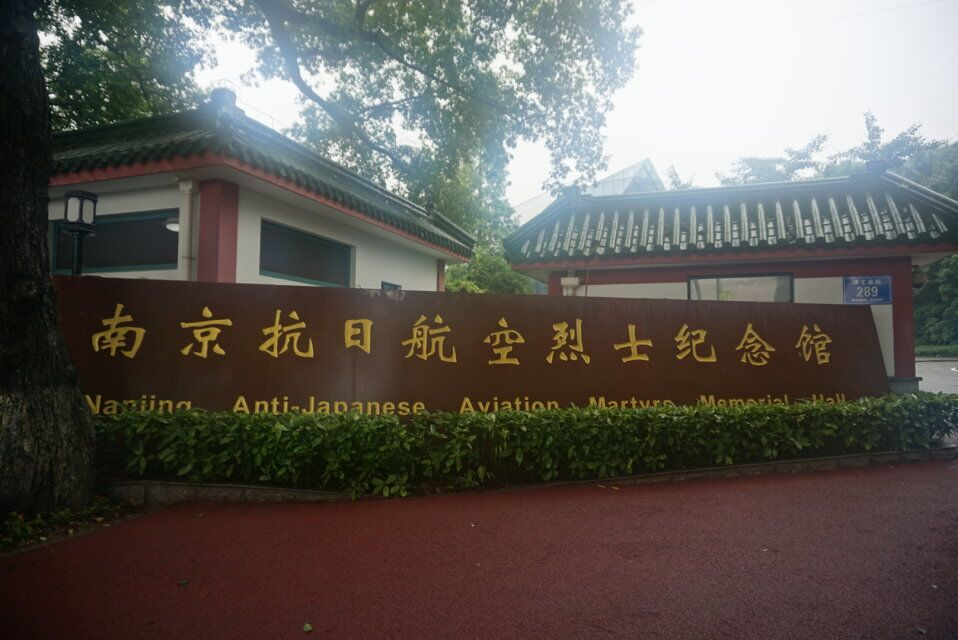 南京抗日航空烈士纪念馆
Nanjing Anti-Japanese Aviation Martyrs Memorial Hall
289